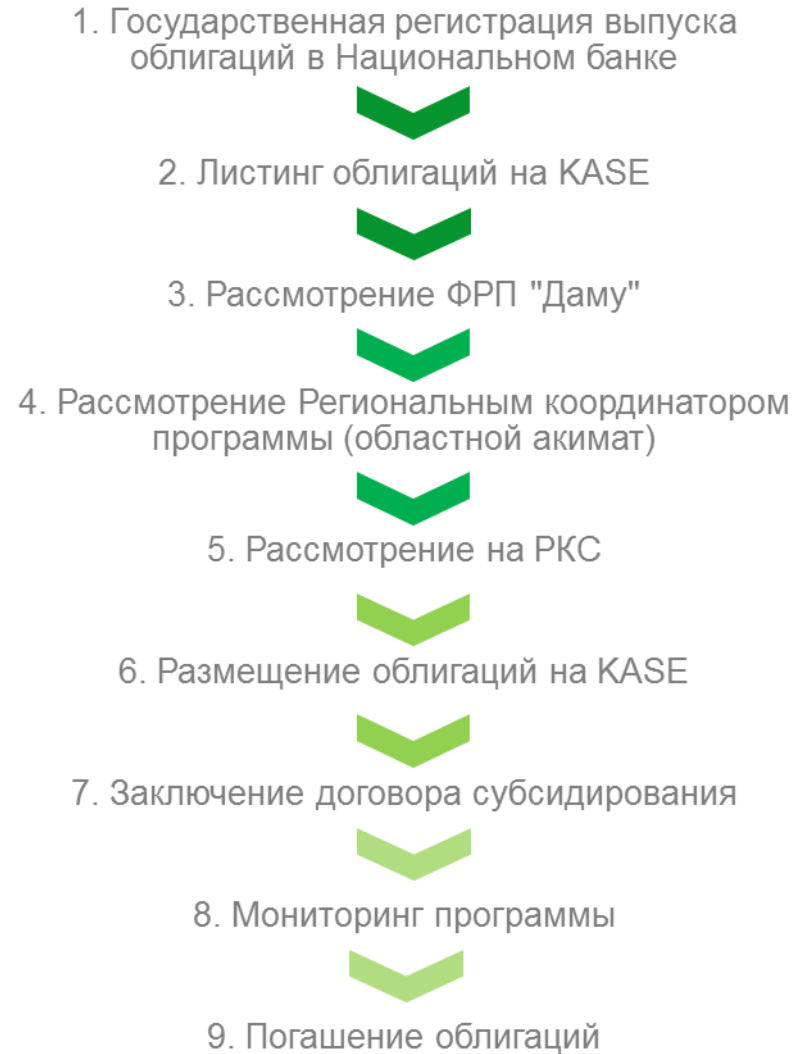 1. Государственная регистрация выпуска
облигаций в Национальном банке
2. Листинг облигаций на KASE
3. Рассмотрение ФРП "Даму"
4. Рассмотрение Региональным координатором
программы (областной акимат)
5. Рассмотрение на РКС
6. Размещение облигаций на KASE
7. Заключение договора субсидирования
8. Мониторинг программы
9. Погашение облигаций